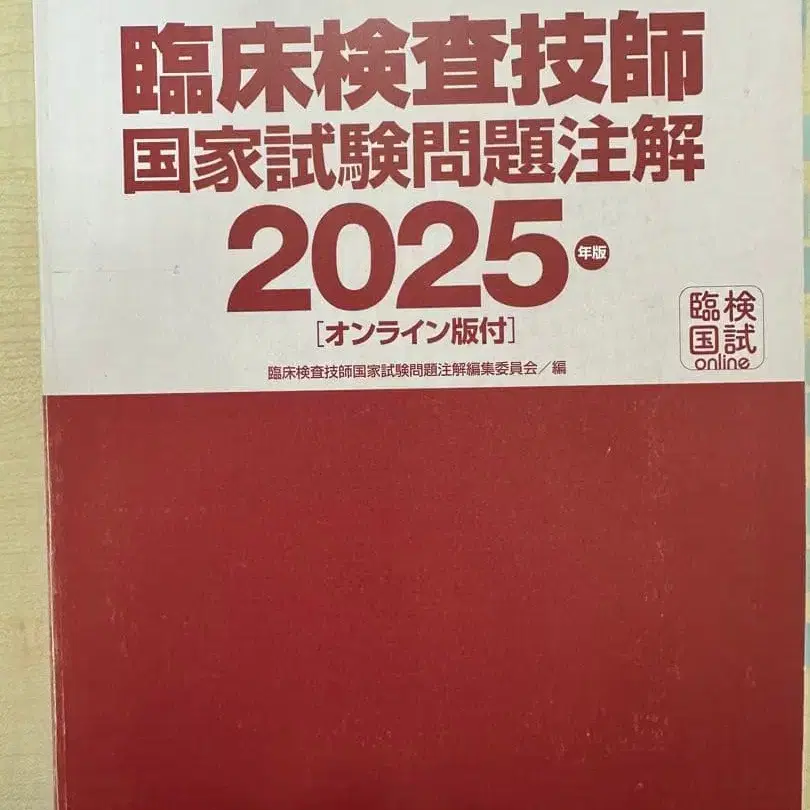 臨床検査技師
国家試験問題注解
2025年版
[オンライン版付]
臨床検査技師国家試験問題注解編集委員会/編
臨検
国試
online